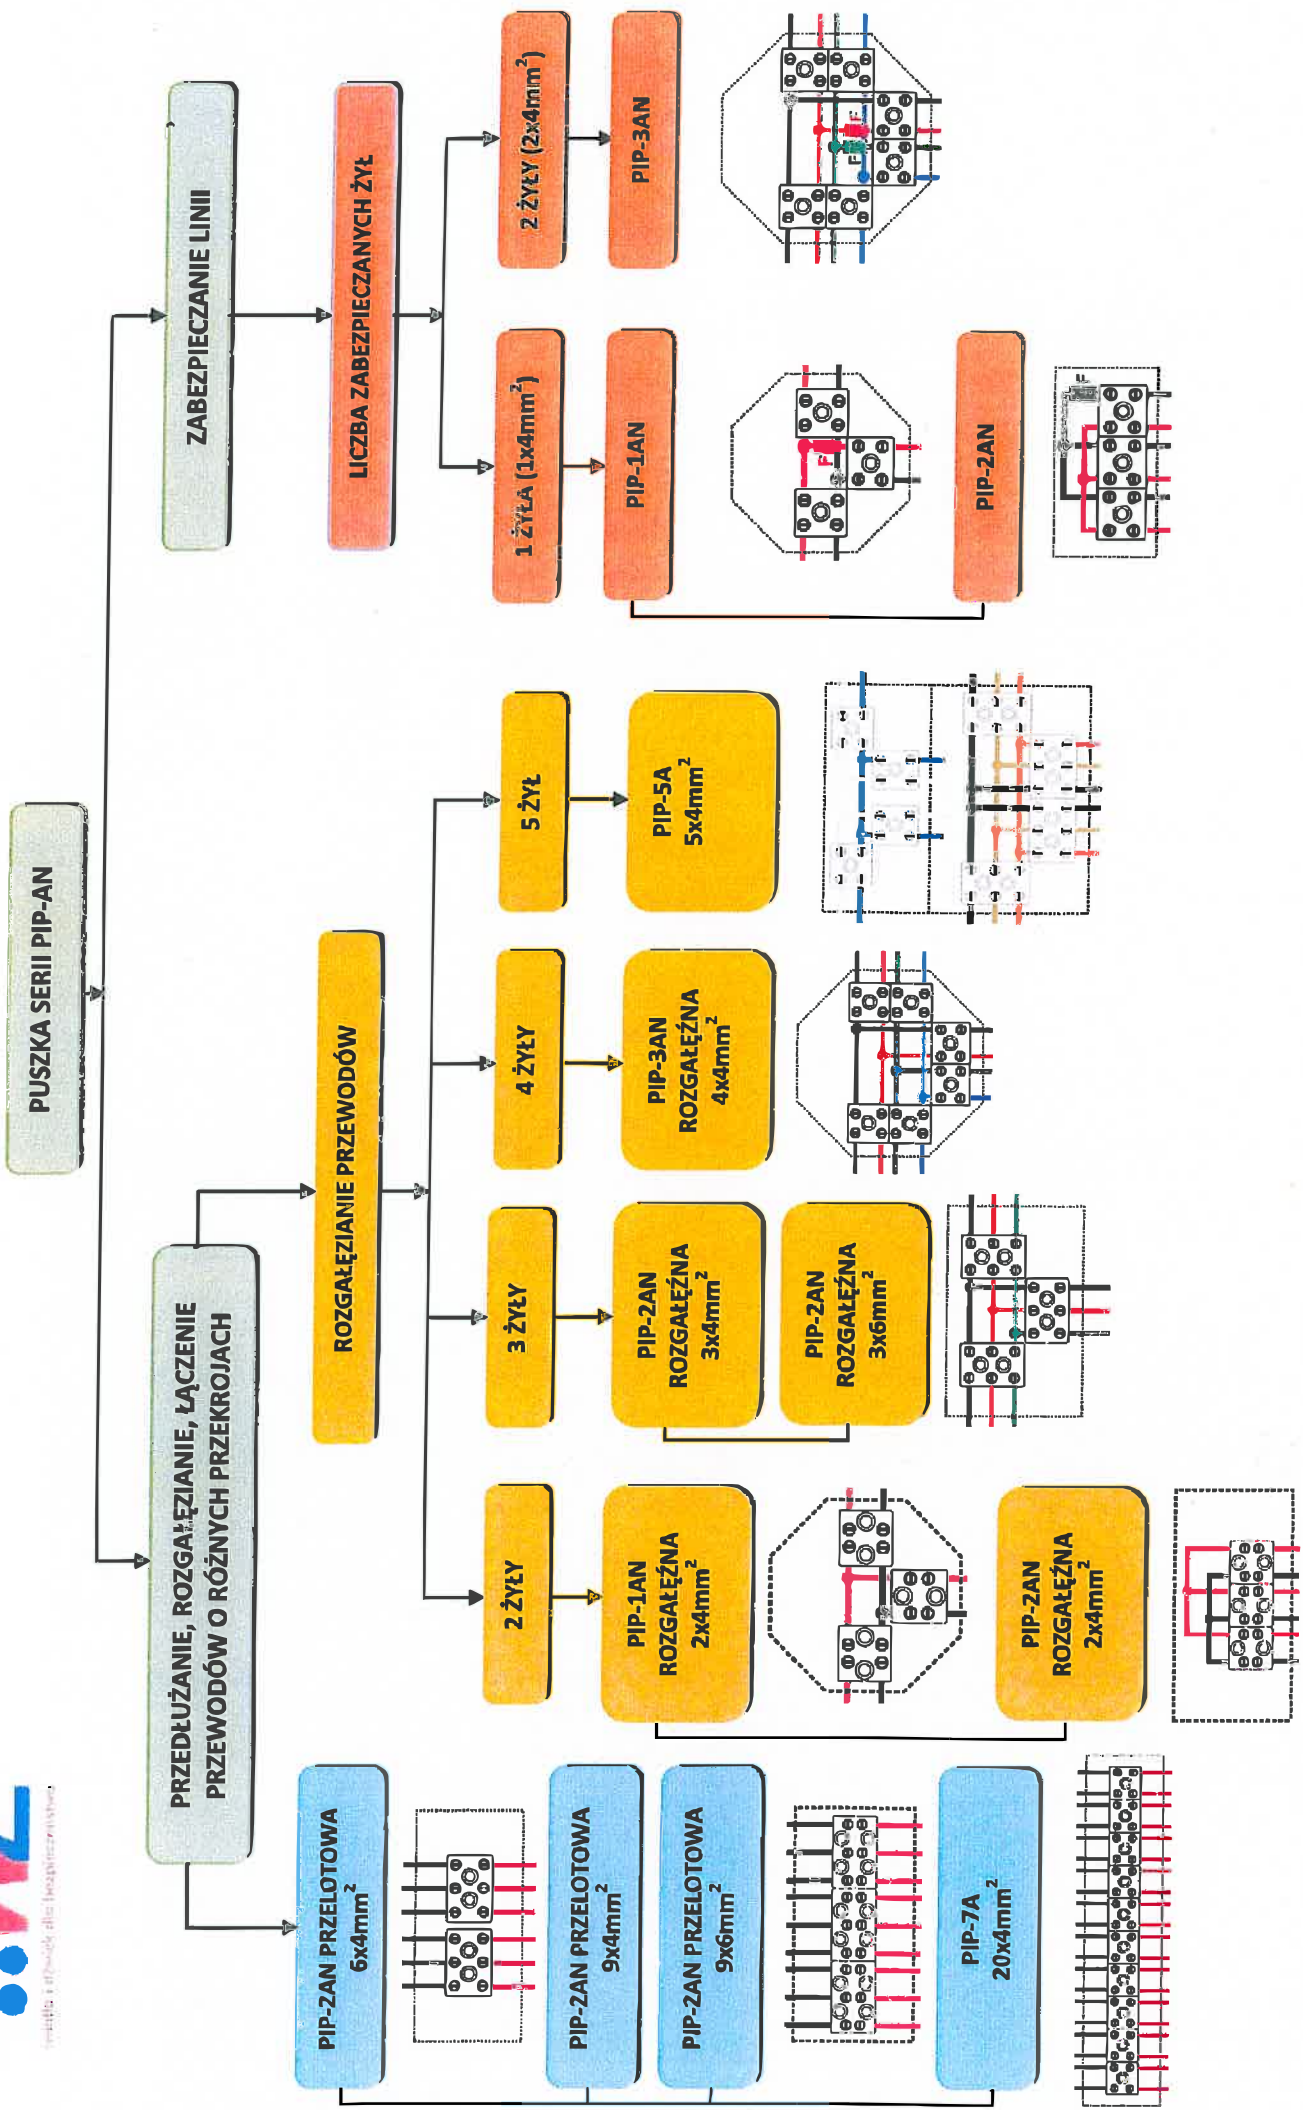 PUSZKA SERII PIP-AN
PRZEDŁUŻANIE, ROZGAŁĘZIANIE, ŁĄCZENIE
PRZEWODÓW O RÓŻNYCH PRZEKROJACH
ZABEZPIECZANIE LINII
PIP-2AN PRZELOTOWA
6x4mm²
PIP-2AN PRZELOTOWA
9x4mm²
PIP-2AN PRZELOTOWA
9x6mm²
PIP-7A
20x4mm²
ROZGAŁĘZIANIE PRZEWODÓW
2 ŻYŁY
PIP-1AN
ROZGAŁĘŹNA
2x4mm²
PIP-2AN
ROZGAŁĘŹNA
2x4mm²
3 ŻYŁY
PIP-2AN
ROZGAŁĘŹNA
3x4mm²
PIP-2AN
ROZGAŁĘŹNA
3x6mm²
4 ŻYŁY
PIP-3AN
ROZGAŁĘŹNA
4x4mm²
5 ŻYŁ
PIP-5A
5x4mm²
LICZBA ZABEZPIECZANYCH ŻYŁ
1 ŻYŁA (1x4mm²)
PIP-1AN
F
PIP-2AN
F
2 ŻYŁY (2x4mm²)
PIP-3AN
F
F